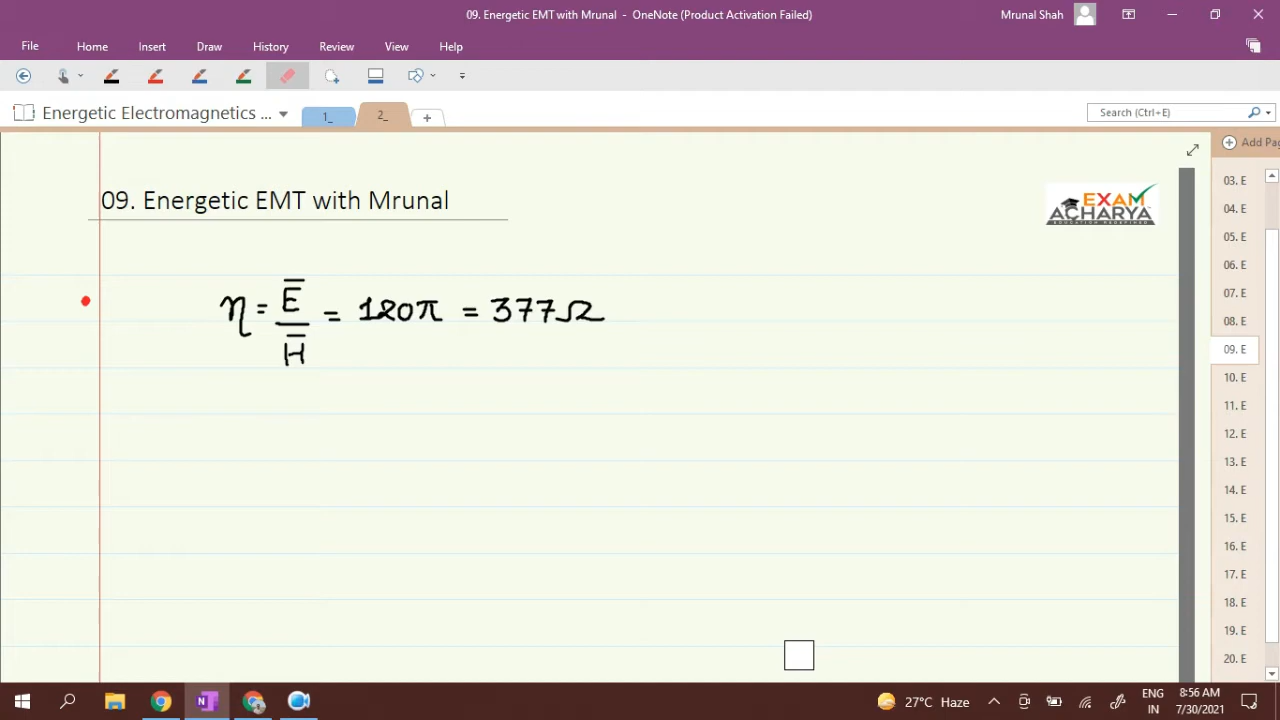 09. Energetic EMT with Mrunal - OneNote (Product Activation Failed)
Mrunal Shah
File Home Insert Draw History Review View Help
Energetic Electromagnetics ...
1_
2_
Search (Ctrl+E)
Add Pag
09. Energetic EMT with Mrunal
EXAM
ACHARYA
EDUCATION REDEFINED
η = E̅ / H̅ = 120π = 377Ω
03. E
04. E
05. E
06. E
07. E
08. E
09. E
10. E
11. E
12. E
13. E
14. E
15. E
16. E
17. E
18. E
19. E
20. E
27°C Haze
ENG
IN
8:56 AM
7/30/2021